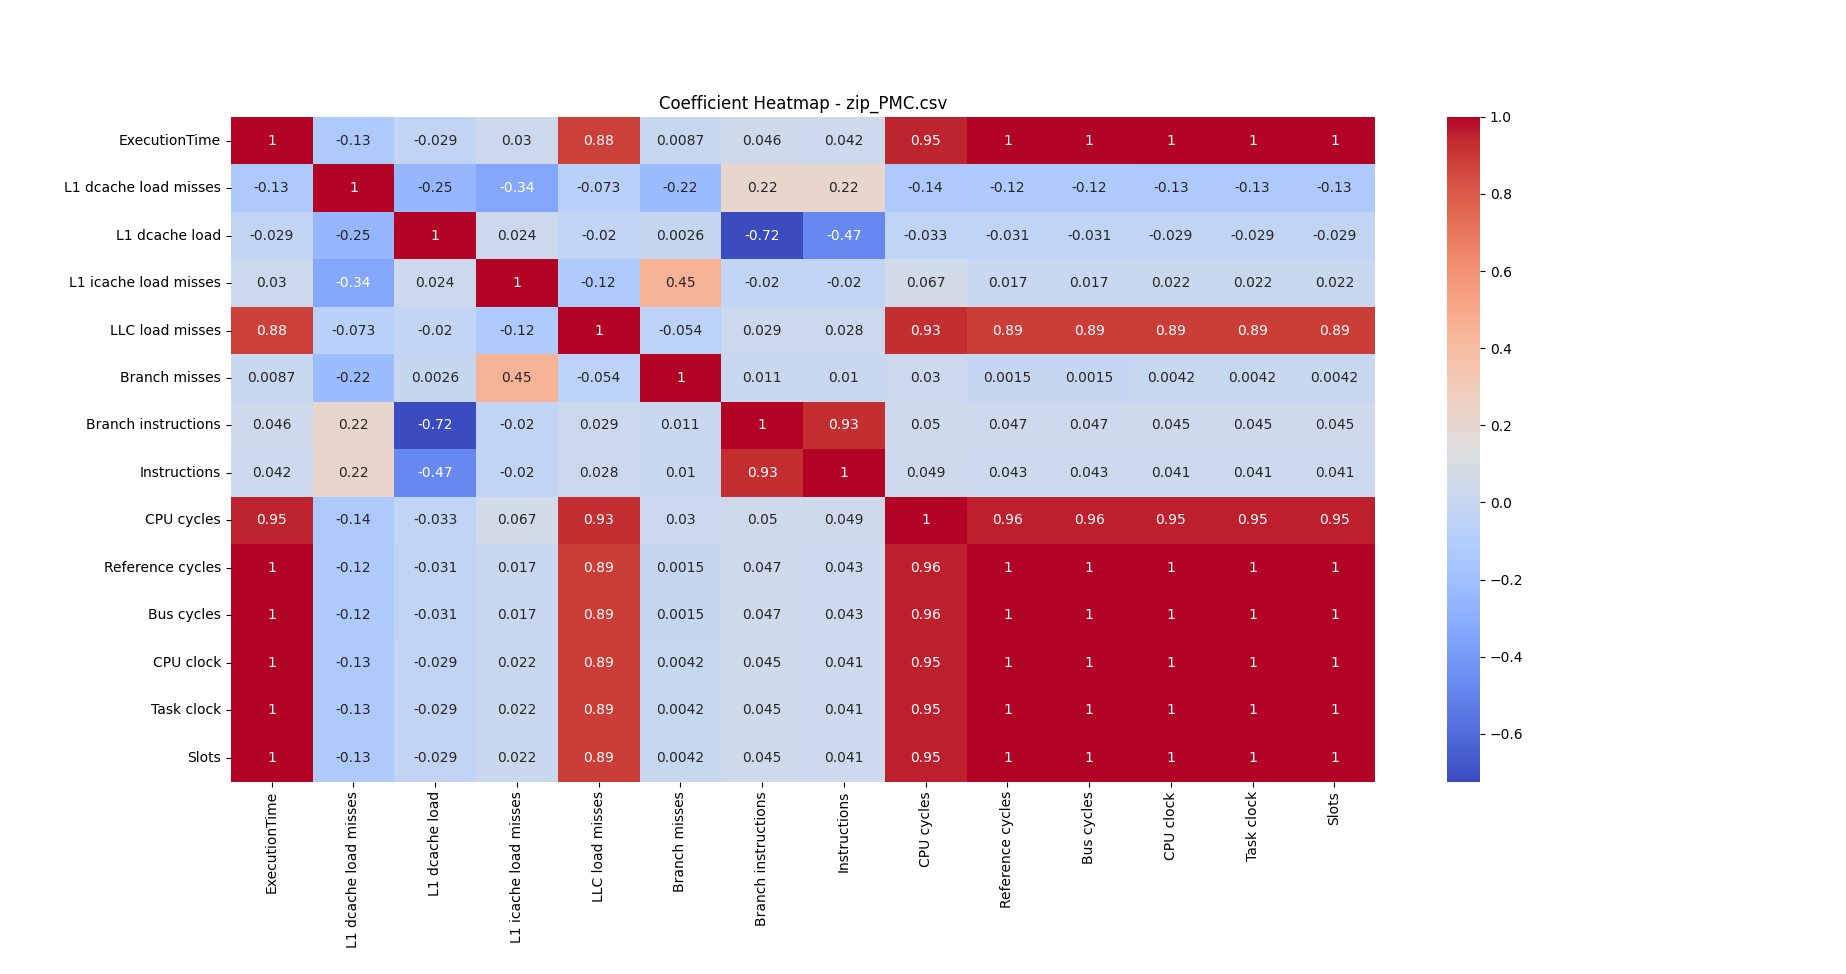 Coefficient Heatmap - zip_PMC.csv
ExecutionTime 1 -0.13 -0.029 0.03 0.88 0.0087 0.046 0.042 0.95 1 1 1 1 1
L1 dcache load misses -0.13 1 -0.25 -0.34 -0.073 -0.22 0.22 0.22 -0.14 -0.12 -0.12 -0.13 -0.13 -0.13
L1 dcache load -0.029 -0.25 1 0.024 -0.02 0.0026 -0.72 -0.47 -0.033 -0.031 -0.031 -0.029 -0.029 -0.029
L1 icache load misses 0.03 -0.34 0.024 1 -0.12 0.45 -0.02 -0.02 0.067 0.017 0.017 0.022 0.022 0.022
LLC load misses 0.88 -0.073 -0.02 -0.12 1 -0.054 0.029 0.028 0.93 0.89 0.89 0.89 0.89 0.89
Branch misses 0.0087 -0.22 0.0026 0.45 -0.054 1 0.011 0.01 0.03 0.0015 0.0015 0.0042 0.0042 0.0042
Branch instructions 0.046 0.22 -0.72 -0.02 0.029 0.011 1 0.93 0.05 0.047 0.047 0.045 0.045 0.045
Instructions 0.042 0.22 -0.47 -0.02 0.028 0.01 0.93 1 0.049 0.043 0.043 0.041 0.041 0.041
CPU cycles 0.95 -0.14 -0.033 0.067 0.93 0.03 0.05 0.049 1 0.96 0.96 0.95 0.95 0.95
Reference cycles 1 -0.12 -0.031 0.017 0.89 0.0015 0.047 0.043 0.96 1 1 1 1 1
Bus cycles 1 -0.12 -0.031 0.017 0.89 0.0015 0.047 0.043 0.96 1 1 1 1 1
CPU clock 1 -0.13 -0.029 0.022 0.89 0.0042 0.045 0.041 0.95 1 1 1 1 1
Task clock 1 -0.13 -0.029 0.022 0.89 0.0042 0.045 0.041 0.95 1 1 1 1 1
Slots 1 -0.13 -0.029 0.022 0.89 0.0042 0.045 0.041 0.95 1 1 1 1 1
ExecutionTime
L1 dcache load misses
L1 dcache load
L1 icache load misses
LLC load misses
Branch misses
Branch instructions
Instructions
CPU cycles
Reference cycles
Bus cycles
CPU clock
Task clock
Slots
1.0
0.8
0.6
0.4
0.2
0.0
−0.2
−0.4
−0.6